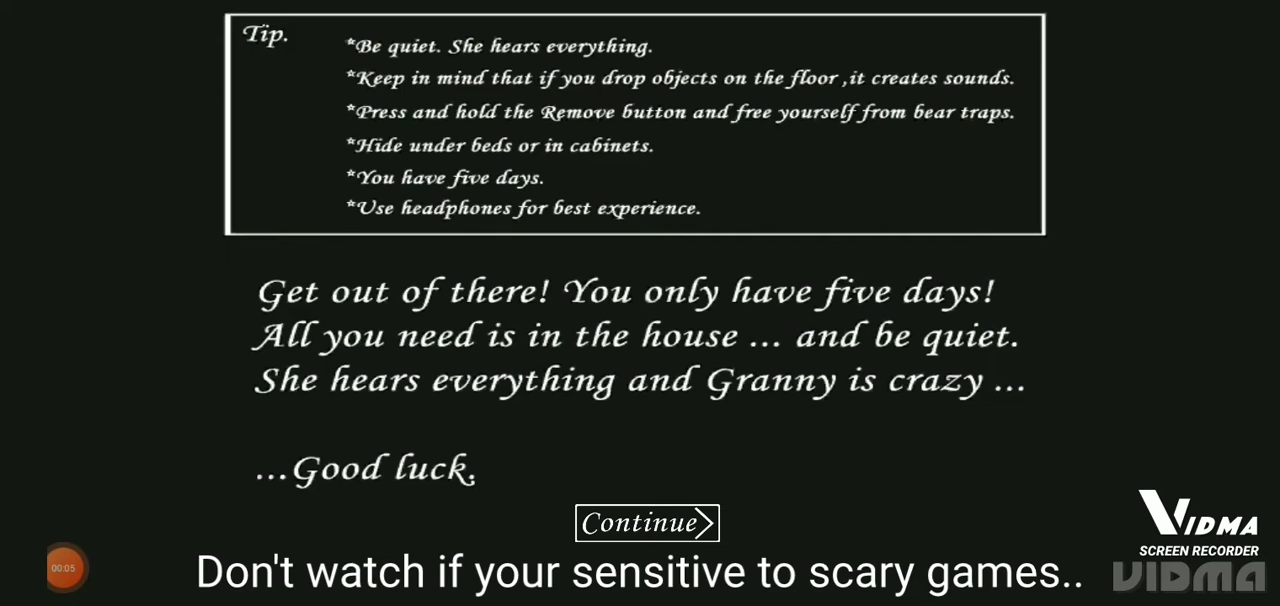 Tip.
*Be quiet. She hears everything.
*Keep in mind that if you drop objects on the floor ,it creates sounds.
*Press and hold the Remove button and free yourself from bear traps.
*Hide under beds or in cabinets.
*You have five days.
*Use headphones for best experience.
Get out of there! You only have five days!
All you need is in the house ... and be quiet.
She hears everything and Granny is crazy ...
...Good luck.
Continue>
VIDMA
SCREEN RECORDER
00:05
Don't watch if your sensitive to scary games..
VIDMA